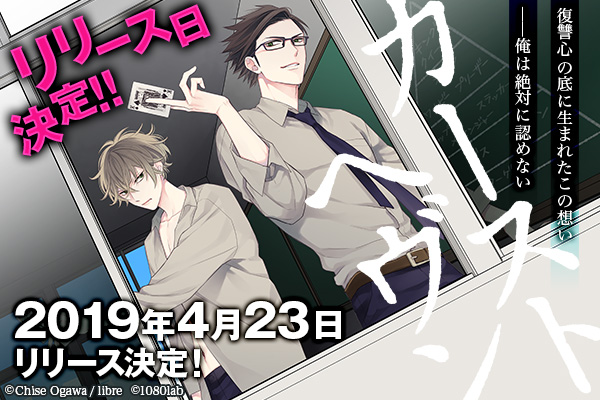 リリース日
決定!!
復讐心の底に生まれたこの想い
――俺は絶対に認めない
カースト
ヘヴン
2019年4月23日
リリース決定！
©Chise Ogawa / libre ©1080lab